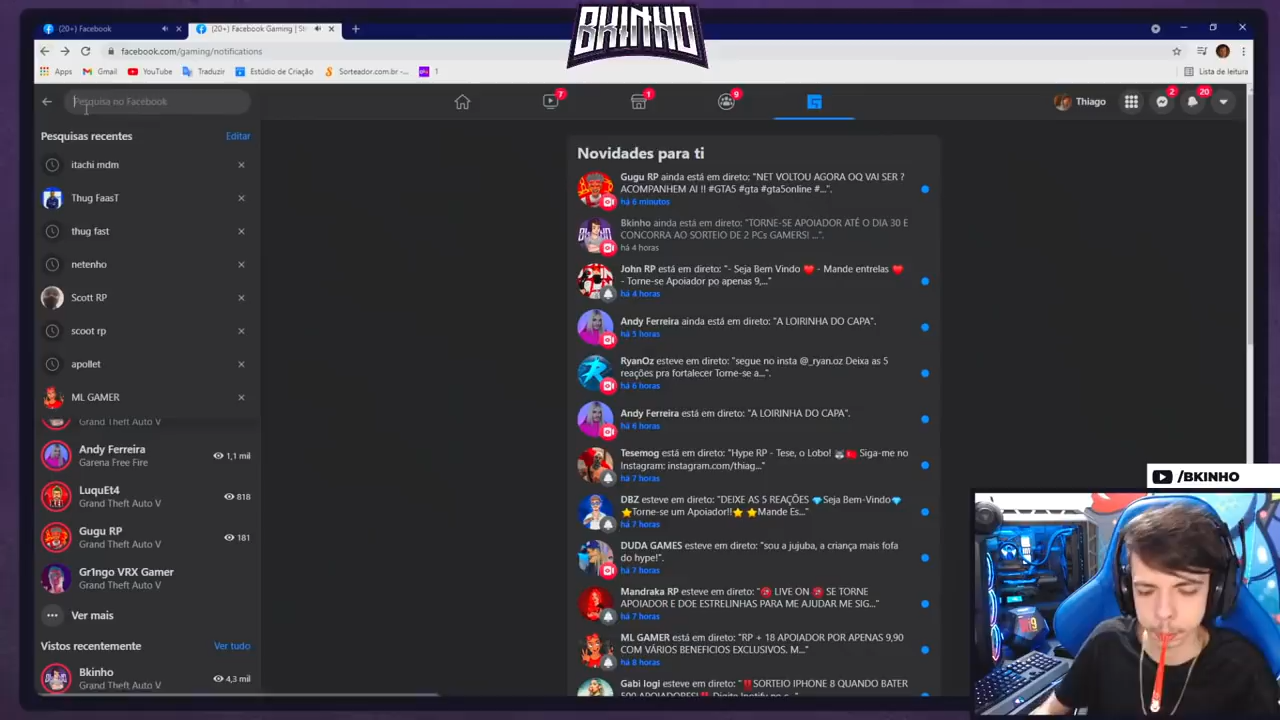 BKINHO
(20+) Facebook
(20+) Facebook Gaming | St
facebook.com/gaming/notifications
Apps
Gmail
YouTube
Traduzir
Estúdio de Criação
Sorteador.com.br -...
1
Lista de leitura
Pesquisa no Facebook
7
1
9
Thiago
2
20
Pesquisas recentes
Editar
itachi mdm
Thug FaasT
thug fast
netenho
Scott RP
scoot rp
apollet
ML GAMER
Grand Theft Auto V
Andy Ferreira
Garena Free Fire
1,1 mil
LuquEt4
Grand Theft Auto V
818
Gugu RP
Grand Theft Auto V
181
Gr1ngo VRX Gamer
Grand Theft Auto V
Ver mais
Vistos recentemente
Ver tudo
Bkinho
Grand Theft Auto V
4,3 mil
Novidades para ti
Gugu RP ainda está em direto: "NET VOLTOU AGORA OQ VAI SER ?
ACOMPANHEM AI !! #GTA5 #gta #gta5online #...".
há 6 minutos
Bkinho ainda está em direto: "TORNE-SE APOIADOR ATÉ O DIA 30 E
CONCORRA AO SORTEIO DE 2 PCs GAMERS! ...".
há 4 horas
John RP está em direto: "- Seja Bem Vindo ❤️ - Mande entrelas ❤️
- Torne-se Apoiador po apenas 9,..."
há 4 horas
Andy Ferreira ainda está em direto: "A LOIRINHA DO CAPA".
há 5 horas
RyanOz esteve em direto: "segue no insta @_ryan.oz Deixa as 5
reações pra fortalecer Torne-se a...".
há 6 horas
Andy Ferreira está em direto: "A LOIRINHA DO CAPA".
há 6 horas
Tesemog está em direto: "Hype RP - Tese, o Lobo! 🐺🇵🇹 Siga-me no
Instagram: instagram.com/thiag..."
há 7 horas
DBZ esteve em direto: "DEIXE AS 5 REAÇÕES 💎Seja Bem-Vindo💎
⭐Torne-se um Apoiador!!⭐ ⭐Mande Es..."
há 7 horas
DUDA GAMES esteve em direto: "sou a jujuba, a criança mais fofa
do hype!".
há 7 horas
Mandraka RP esteve em direto: "🔞 LIVE ON 🔞 SE TORNE
APOIADOR E DOE ESTRELINHAS PARA ME AJUDAR ME SIG..."
há 7 horas
ML GAMER está em direto: "RP + 18 APOIADOR POR APENAS 9,90
COM VÁRIOS BENEFICIOS EXCLUSIVOS, M..."
há 8 horas
Gabi Iogi está em direto: "‼️SORTEIO IPHONE 8 QUANDO BATER
/BKINHO